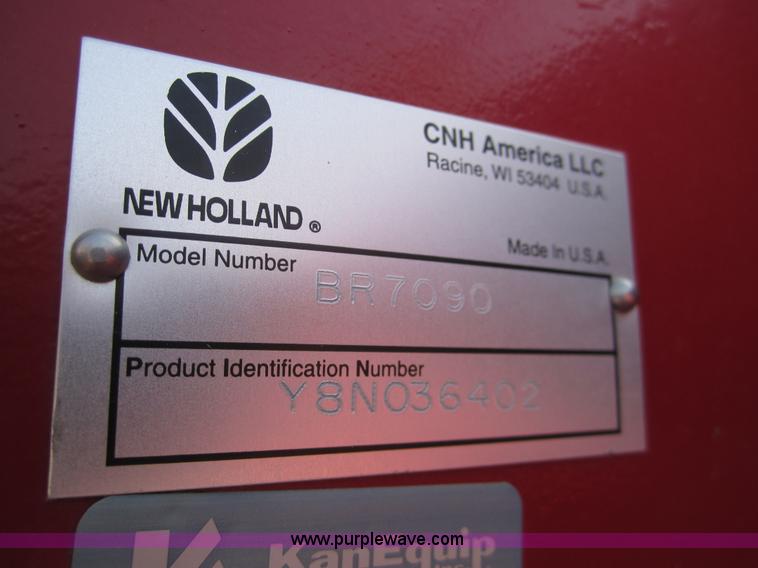 CNH America LLC
Racine, WI 53404 U.S.A.
NEW HOLLAND ®
Made In U.S.A.
Model Number
BR7090
Product Identification Number
Y8N036402
KanEquip
Inc.
www.purplewave.com